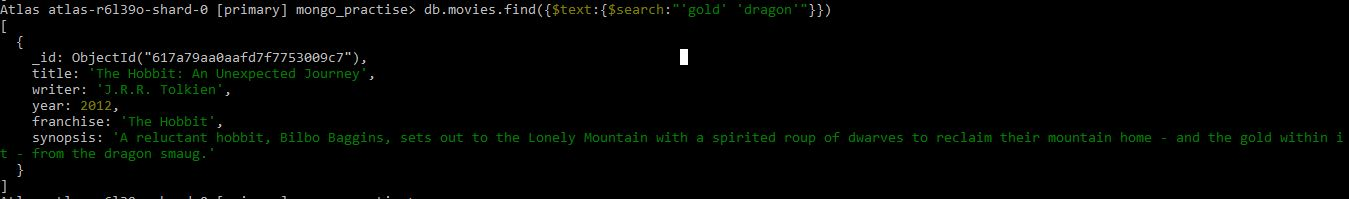 Atlas atlas-r6l39o-shard-0 [primary] mongo_practise> db.movies.find({$text:{$search:"'gold' 'dragon'"}})
[
  {
    _id: ObjectId("617a79aa0aafd7f7753009c7"),
    title: 'The Hobbit: An Unexpected Journey',
    writer: 'J.R.R. Tolkien',
    year: 2012,
    franchise: 'The Hobbit',
    synopsis: 'A reluctant hobbit, Bilbo Baggins, sets out to the Lonely Mountain with a spirited roup of dwarves to reclaim their mountain home - and the gold within i
t - from the dragon smaug.'
  }
]